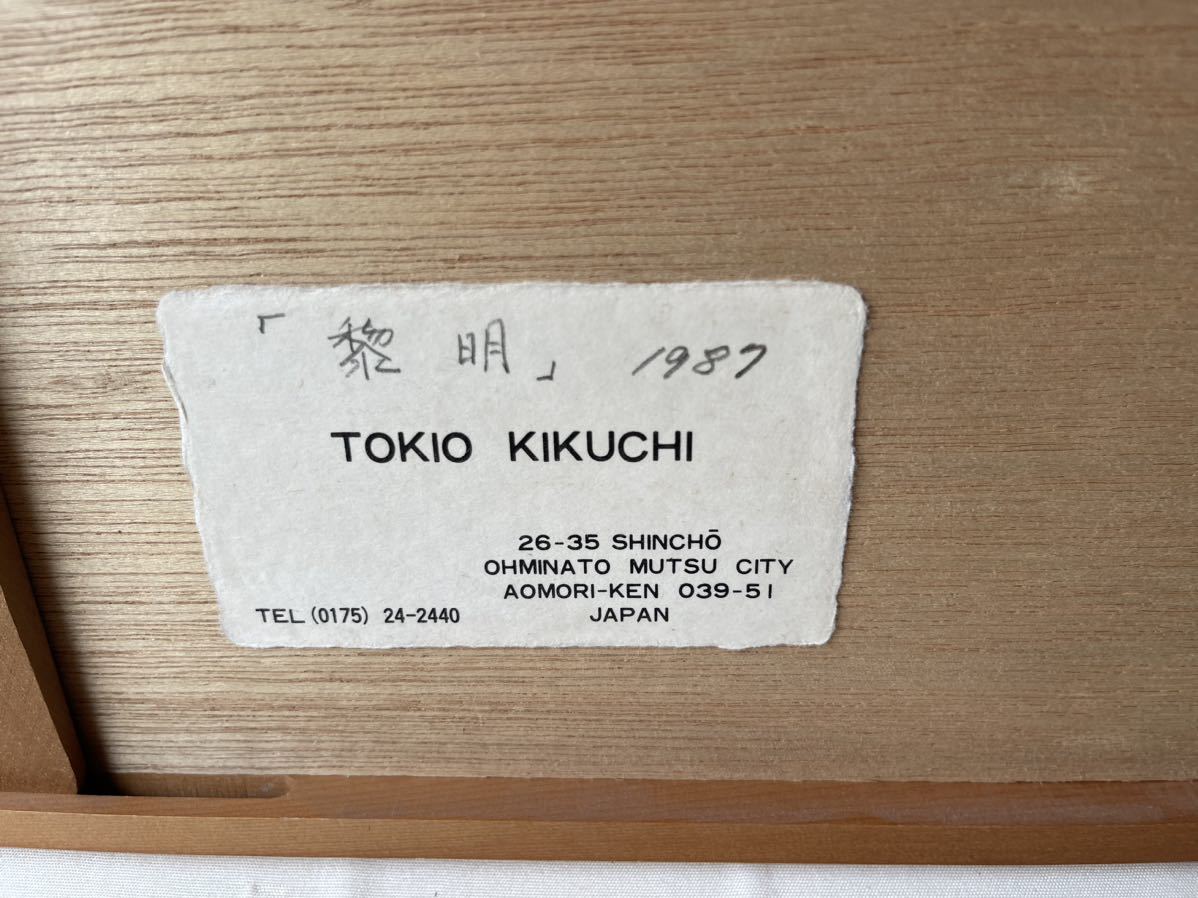 「黎明」 1987
TOKIO KIKUCHI
26-35 SHINCHŌ
OHMINATO MUTSU CITY
AOMORI-KEN 039-51
JAPAN
TEL (0175) 24-2440